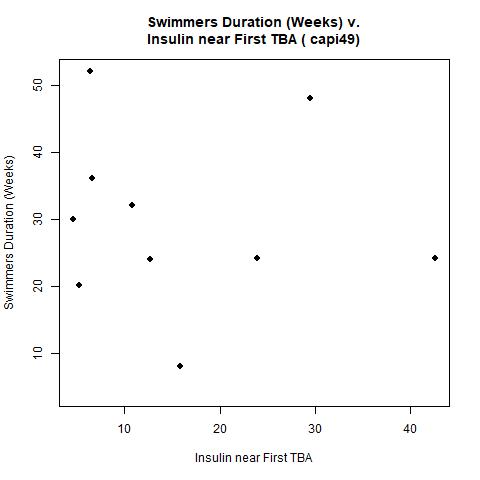 Swimmers Duration (Weeks) v.
Insulin near First TBA ( capi49)
Swimmers Duration (Weeks)
50
40
30
20
10
10 20 30 40
Insulin near First TBA